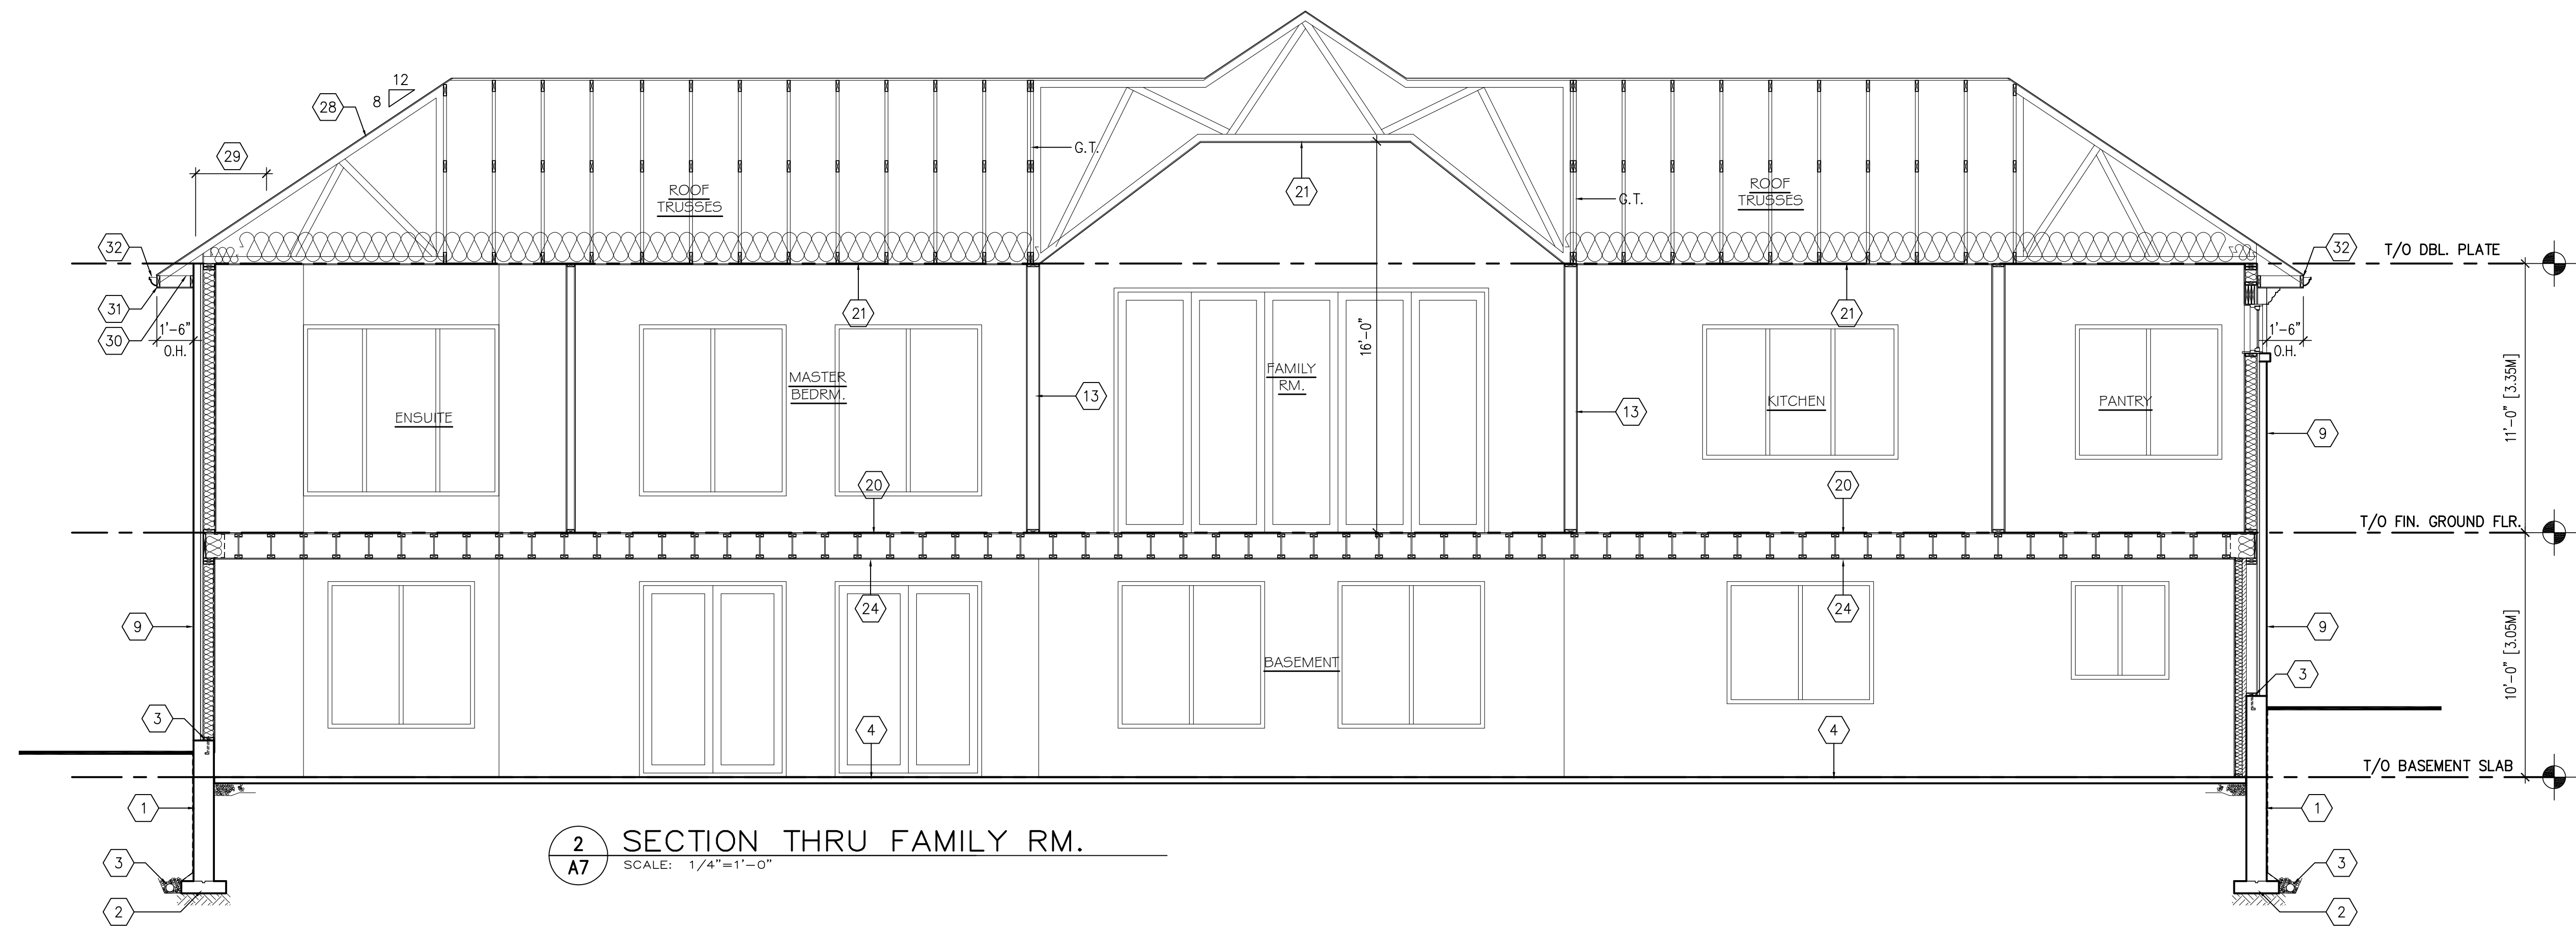 12
8
28
29
G.T.
21
ROOF
TRUSSES
ROOF
TRUSSES
G.T.
32
32
T/O DBL. PLATE
31
30
1'-6"
O.H.
21
21
1'-6"
O.H.
16'-0"
11'-0" [3.35M]
MASTER
BEDRM.
FAMILY
RM.
ENSUITE
13
13
KITCHEN
PANTRY
9
20
20
T/O FIN. GROUND FLR.
24
24
9
9
BASEMENT
10'-0" [3.05M]
3
3
4
4
T/O BASEMENT SLAB
1
1
2
A7
SECTION THRU FAMILY RM.
SCALE: 1/4"=1'-0"
3
3
2
2